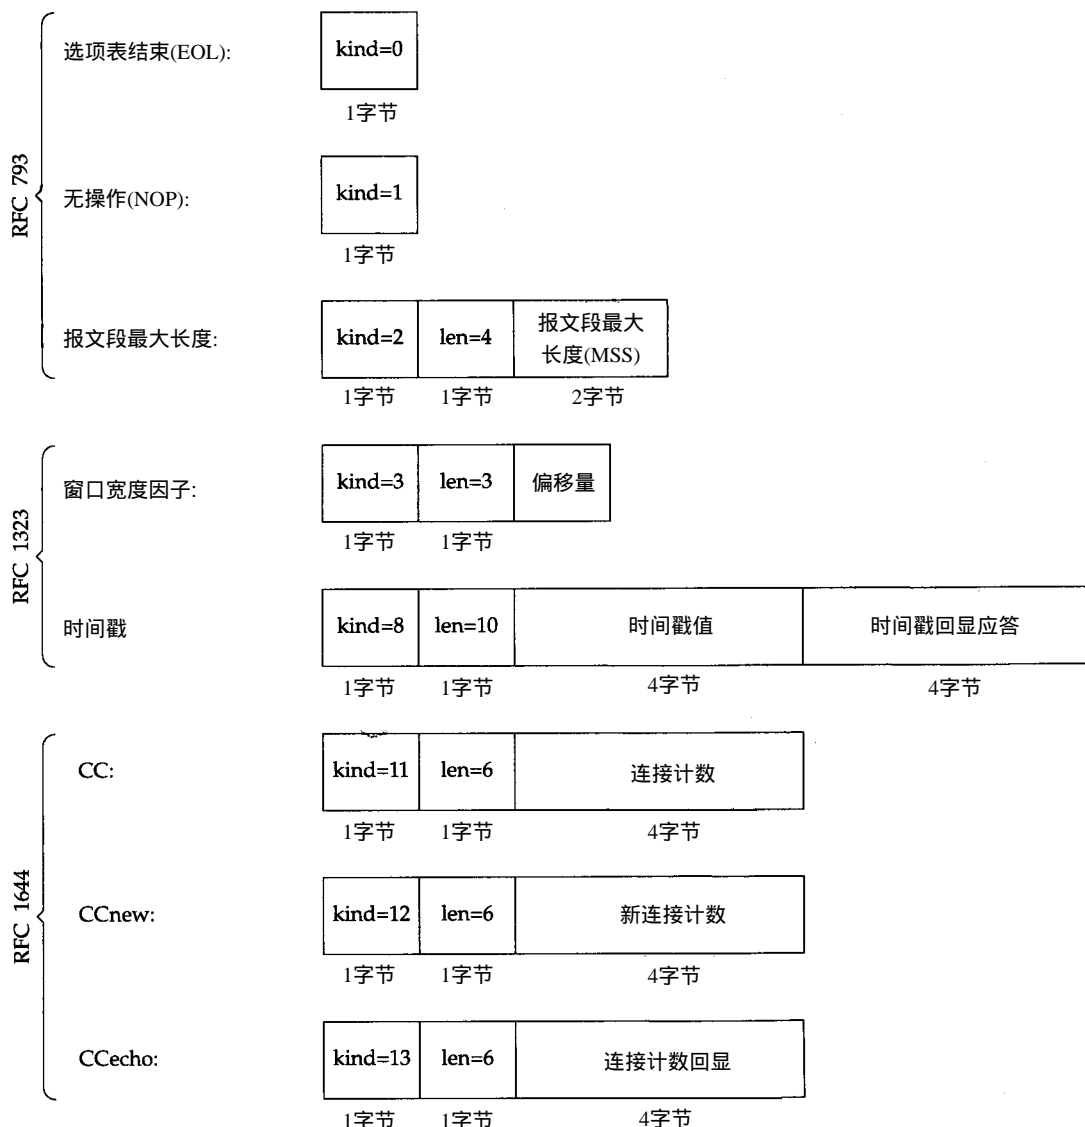 RFC 793
选项表结束(EOL):
kind=0
1字节
无操作(NOP):
kind=1
1字节
报文段最大长度:
kind=2 len=4 报文段最大
长度(MSS)
1字节 1字节 2字节
RFC 1323
窗口宽度因子:
kind=3 len=3 偏移量
1字节 1字节
时间戳
kind=8 len=10 时间戳值 时间戳回显应答
1字节 1字节 4字节 4字节
RFC 1644
CC:
kind=11 len=6 连接计数
1字节 1字节 4字节
CCnew:
kind=12 len=6 新连接计数
1字节 1字节 4字节
CCecho:
kind=13 len=6 连接计数回显
1字节 1字节 4字节